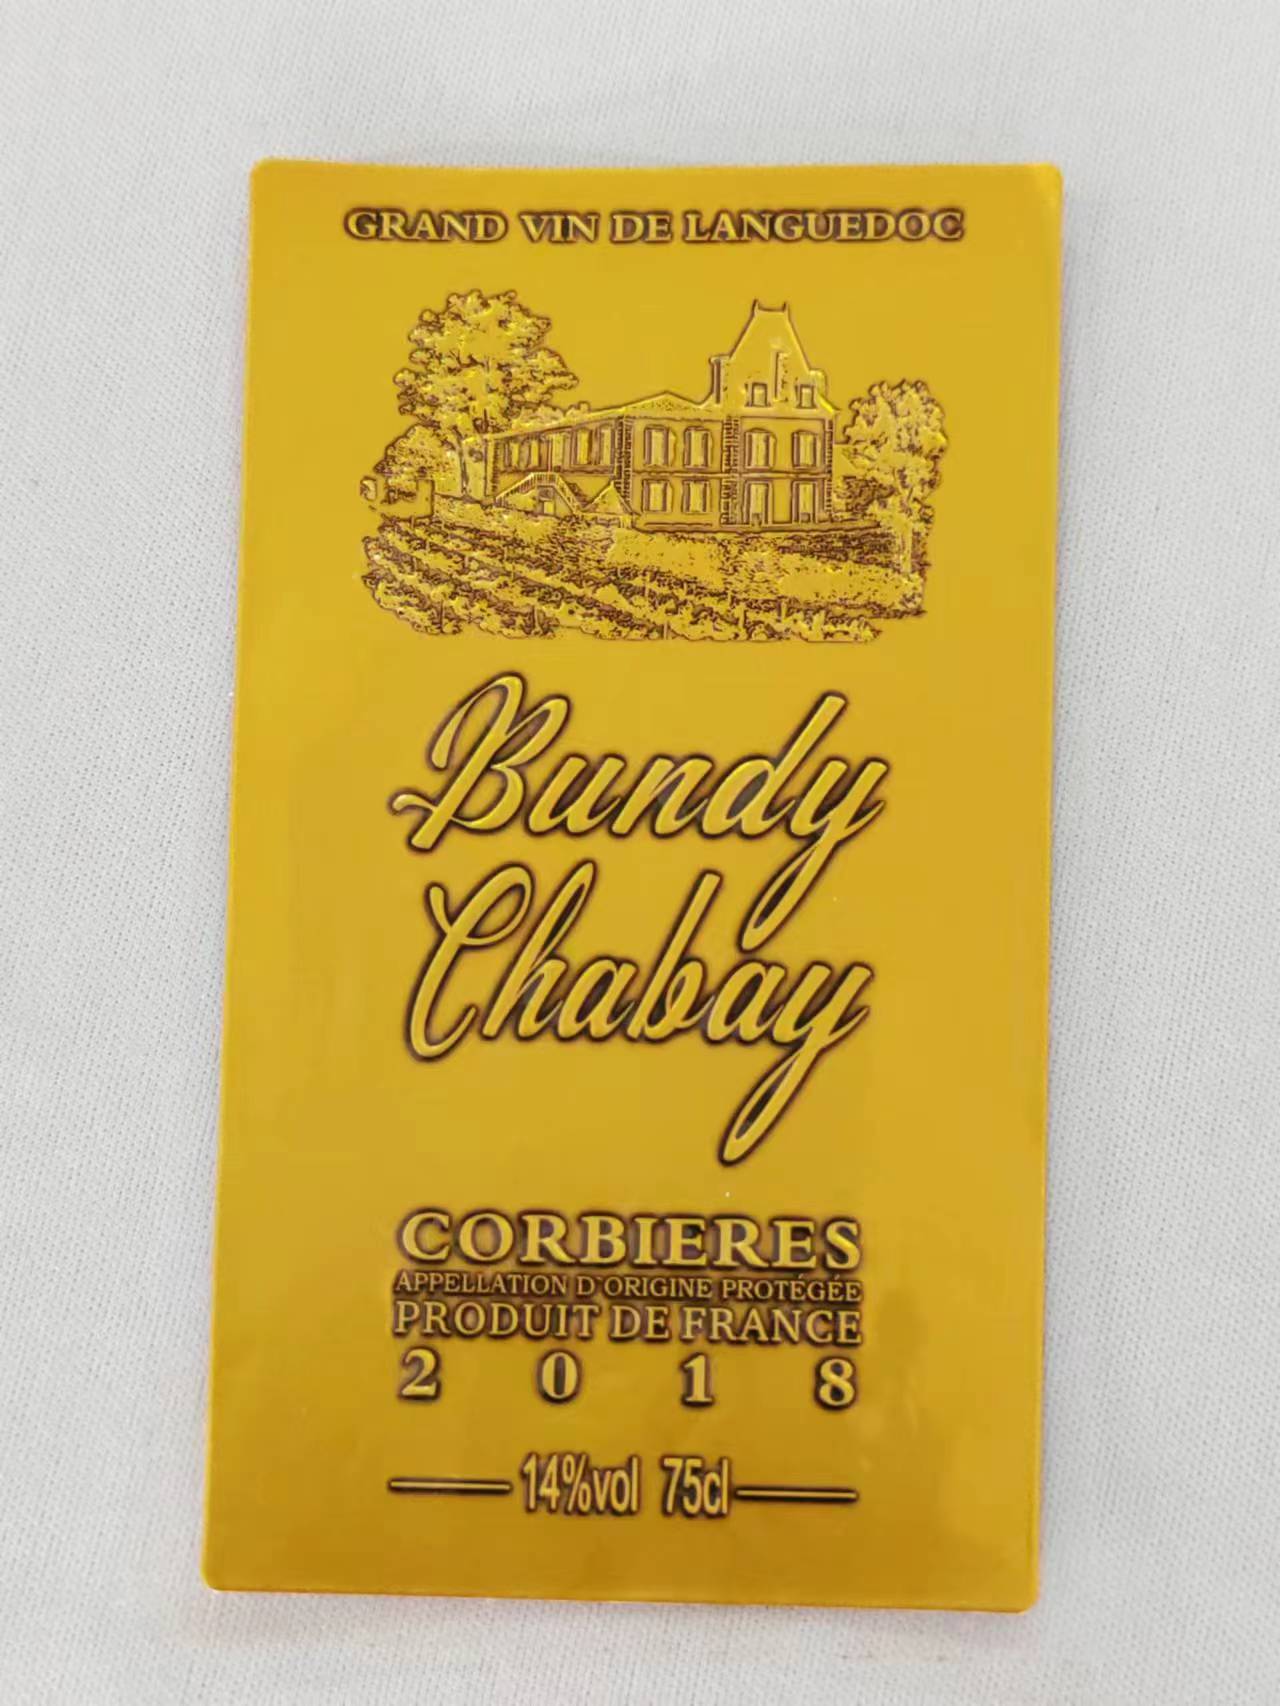 GRAND VIN DE LANGUEDOC
Bundy
Chabay
CORBIERES
APPELLATION D`ORIGINE PROTÉGÉE
PRODUIT DE FRANCE
2 0 1 8
14%vol 75cl